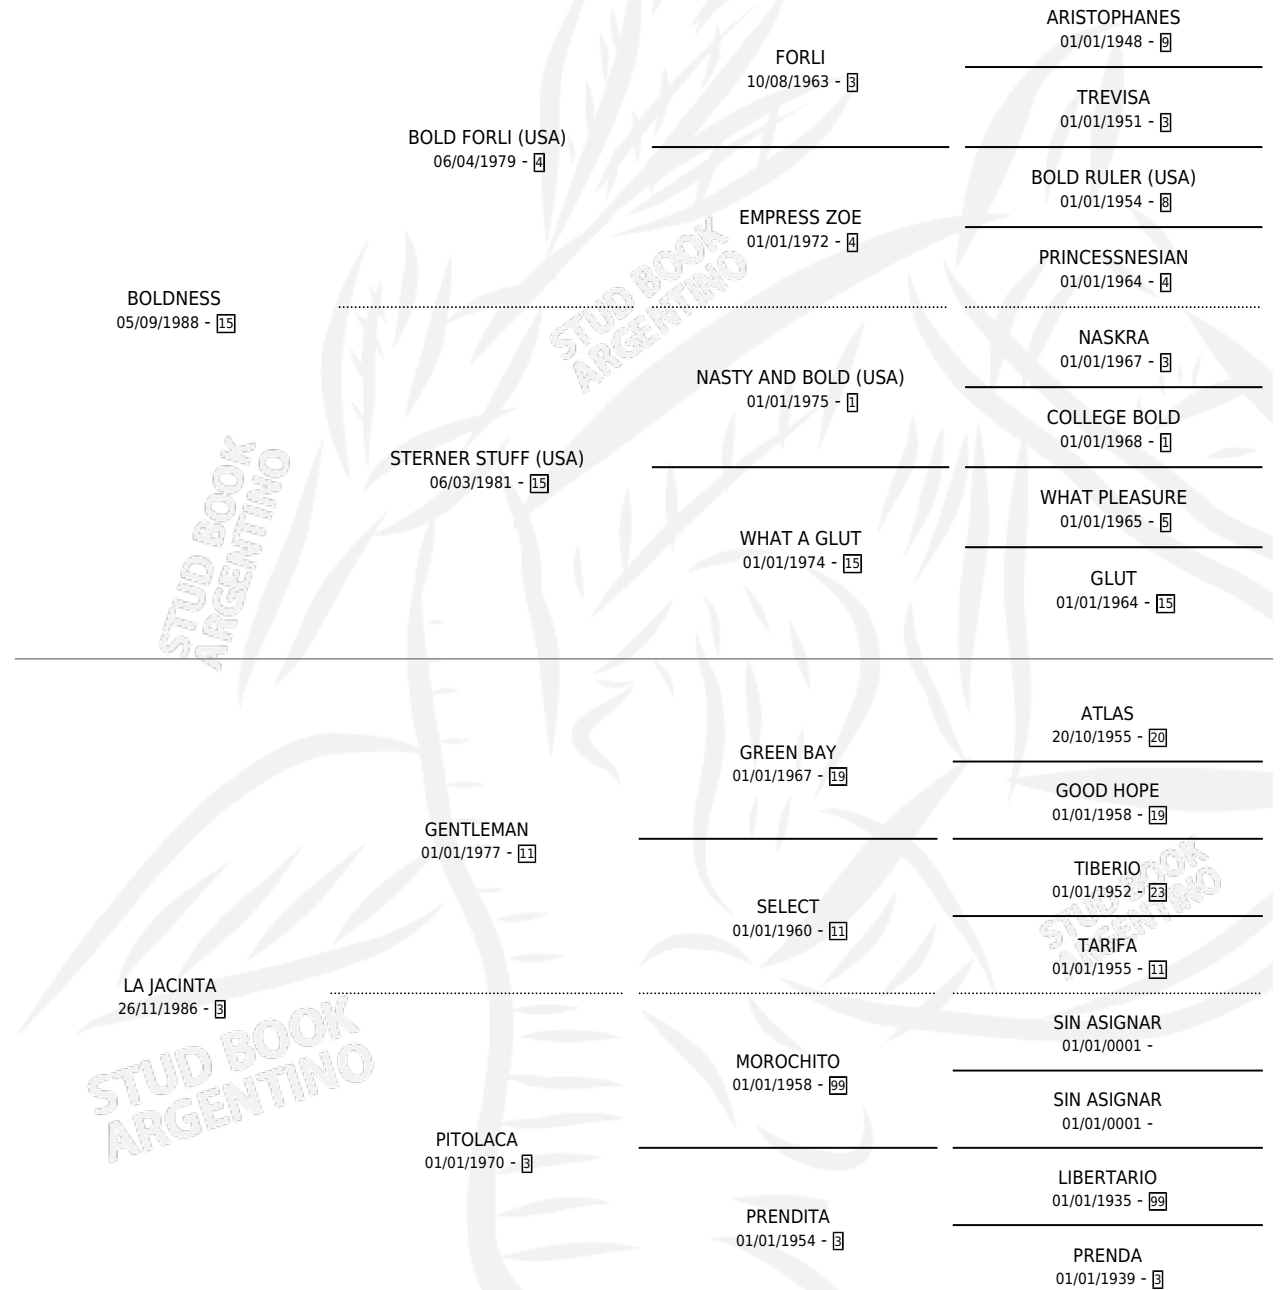 ARISTOPHANES
01/01/1948 - 9
FORLI
10/08/1963 - 3
TREVISA
01/01/1951 - 3
BOLD FORLI (USA)
06/04/1979 - 4
BOLD RULER (USA)
01/01/1954 - 8
EMPRESS ZOE
01/01/1972 - 4
PRINCESSNESIAN
01/01/1964 - 4
BOLDNESS
05/09/1988 - 15
NASKRA
01/01/1967 - 3
NASTY AND BOLD (USA)
01/01/1975 - 1
COLLEGE BOLD
01/01/1968 - 1
STERNER STUFF (USA)
06/03/1981 - 15
WHAT PLEASURE
01/01/1965 - 5
WHAT A GLUT
01/01/1974 - 15
GLUT
01/01/1964 - 15
ATLAS
20/10/1955 - 20
GREEN BAY
01/01/1967 - 19
GOOD HOPE
01/01/1958 - 19
GENTLEMAN
01/01/1977 - 11
TIBERIO
01/01/1952 - 23
SELECT
01/01/1960 - 11
TARIFA
01/01/1955 - 11
LA JACINTA
26/11/1986 - 3
SIN ASIGNAR
01/01/0001 -
MOROCHITO
01/01/1958 - 99
SIN ASIGNAR
01/01/0001 -
PITOLACA
01/01/1970 - 3
LIBERTARIO
01/01/1935 - 99
PRENDITA
01/01/1954 - 3
PRENDA
01/01/1939 - 3
STUD BOOK
ARGENTINO
STUD BOOK
ARGENTINO
STUD BOOK
ARGENTINO
STUD BOOK
ARGENTINO